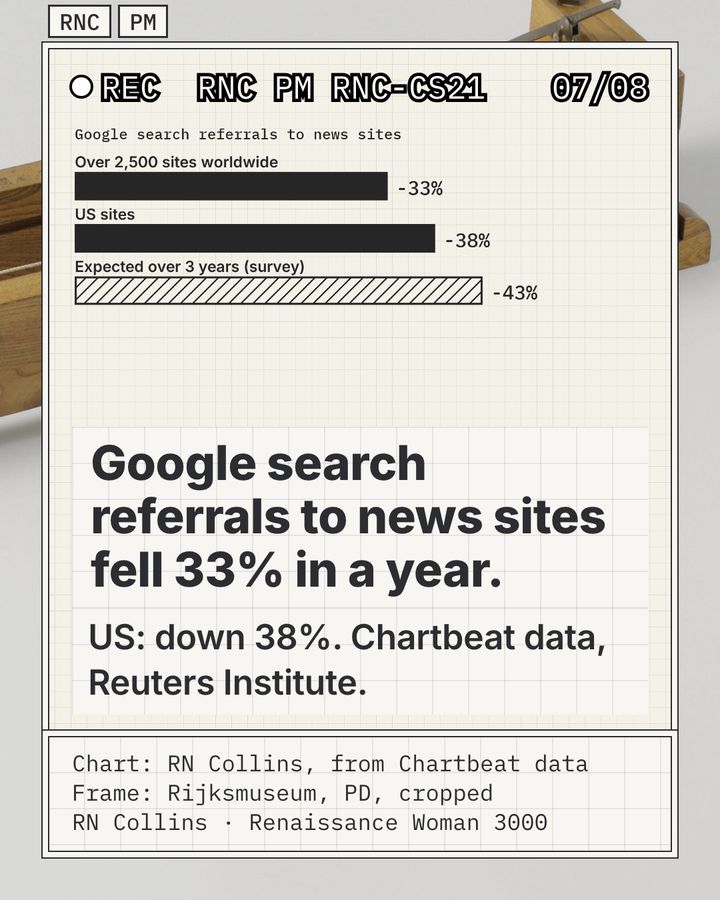 RNC PM
REC RNC PM RNC-CS21 07/08
Google search referrals to news sites
Over 2,500 sites worldwide
-33%
US sites
-38%
Expected over 3 years (survey)
-43%
Google search
referrals to news sites
fell 33% in a year.
US: down 38%. Chartbeat data,
Reuters Institute.
Chart: RN Collins, from Chartbeat data
Frame: Rijksmuseum, PD, cropped
RN Collins · Renaissance Woman 3000